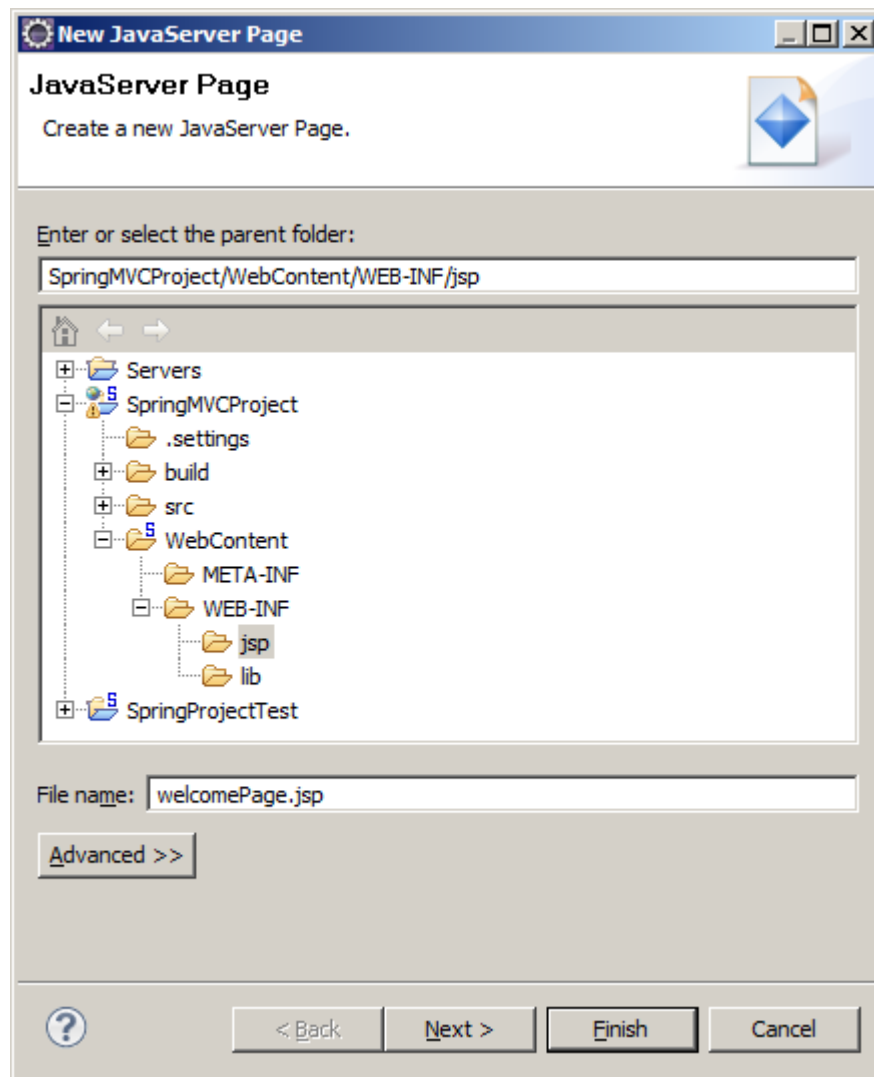 New JavaServer Page
JavaServer Page
Create a new JavaServer Page.
Enter or select the parent folder:
SpringMVCProject/WebContent/WEB-INF/jsp
Servers
SpringMVCProject
.settings
build
src
WebContent
META-INF
WEB-INF
jsp
lib
SpringProjectTest
File name: welcomePage.jsp
Advanced >>
< Back Next > Finish Cancel